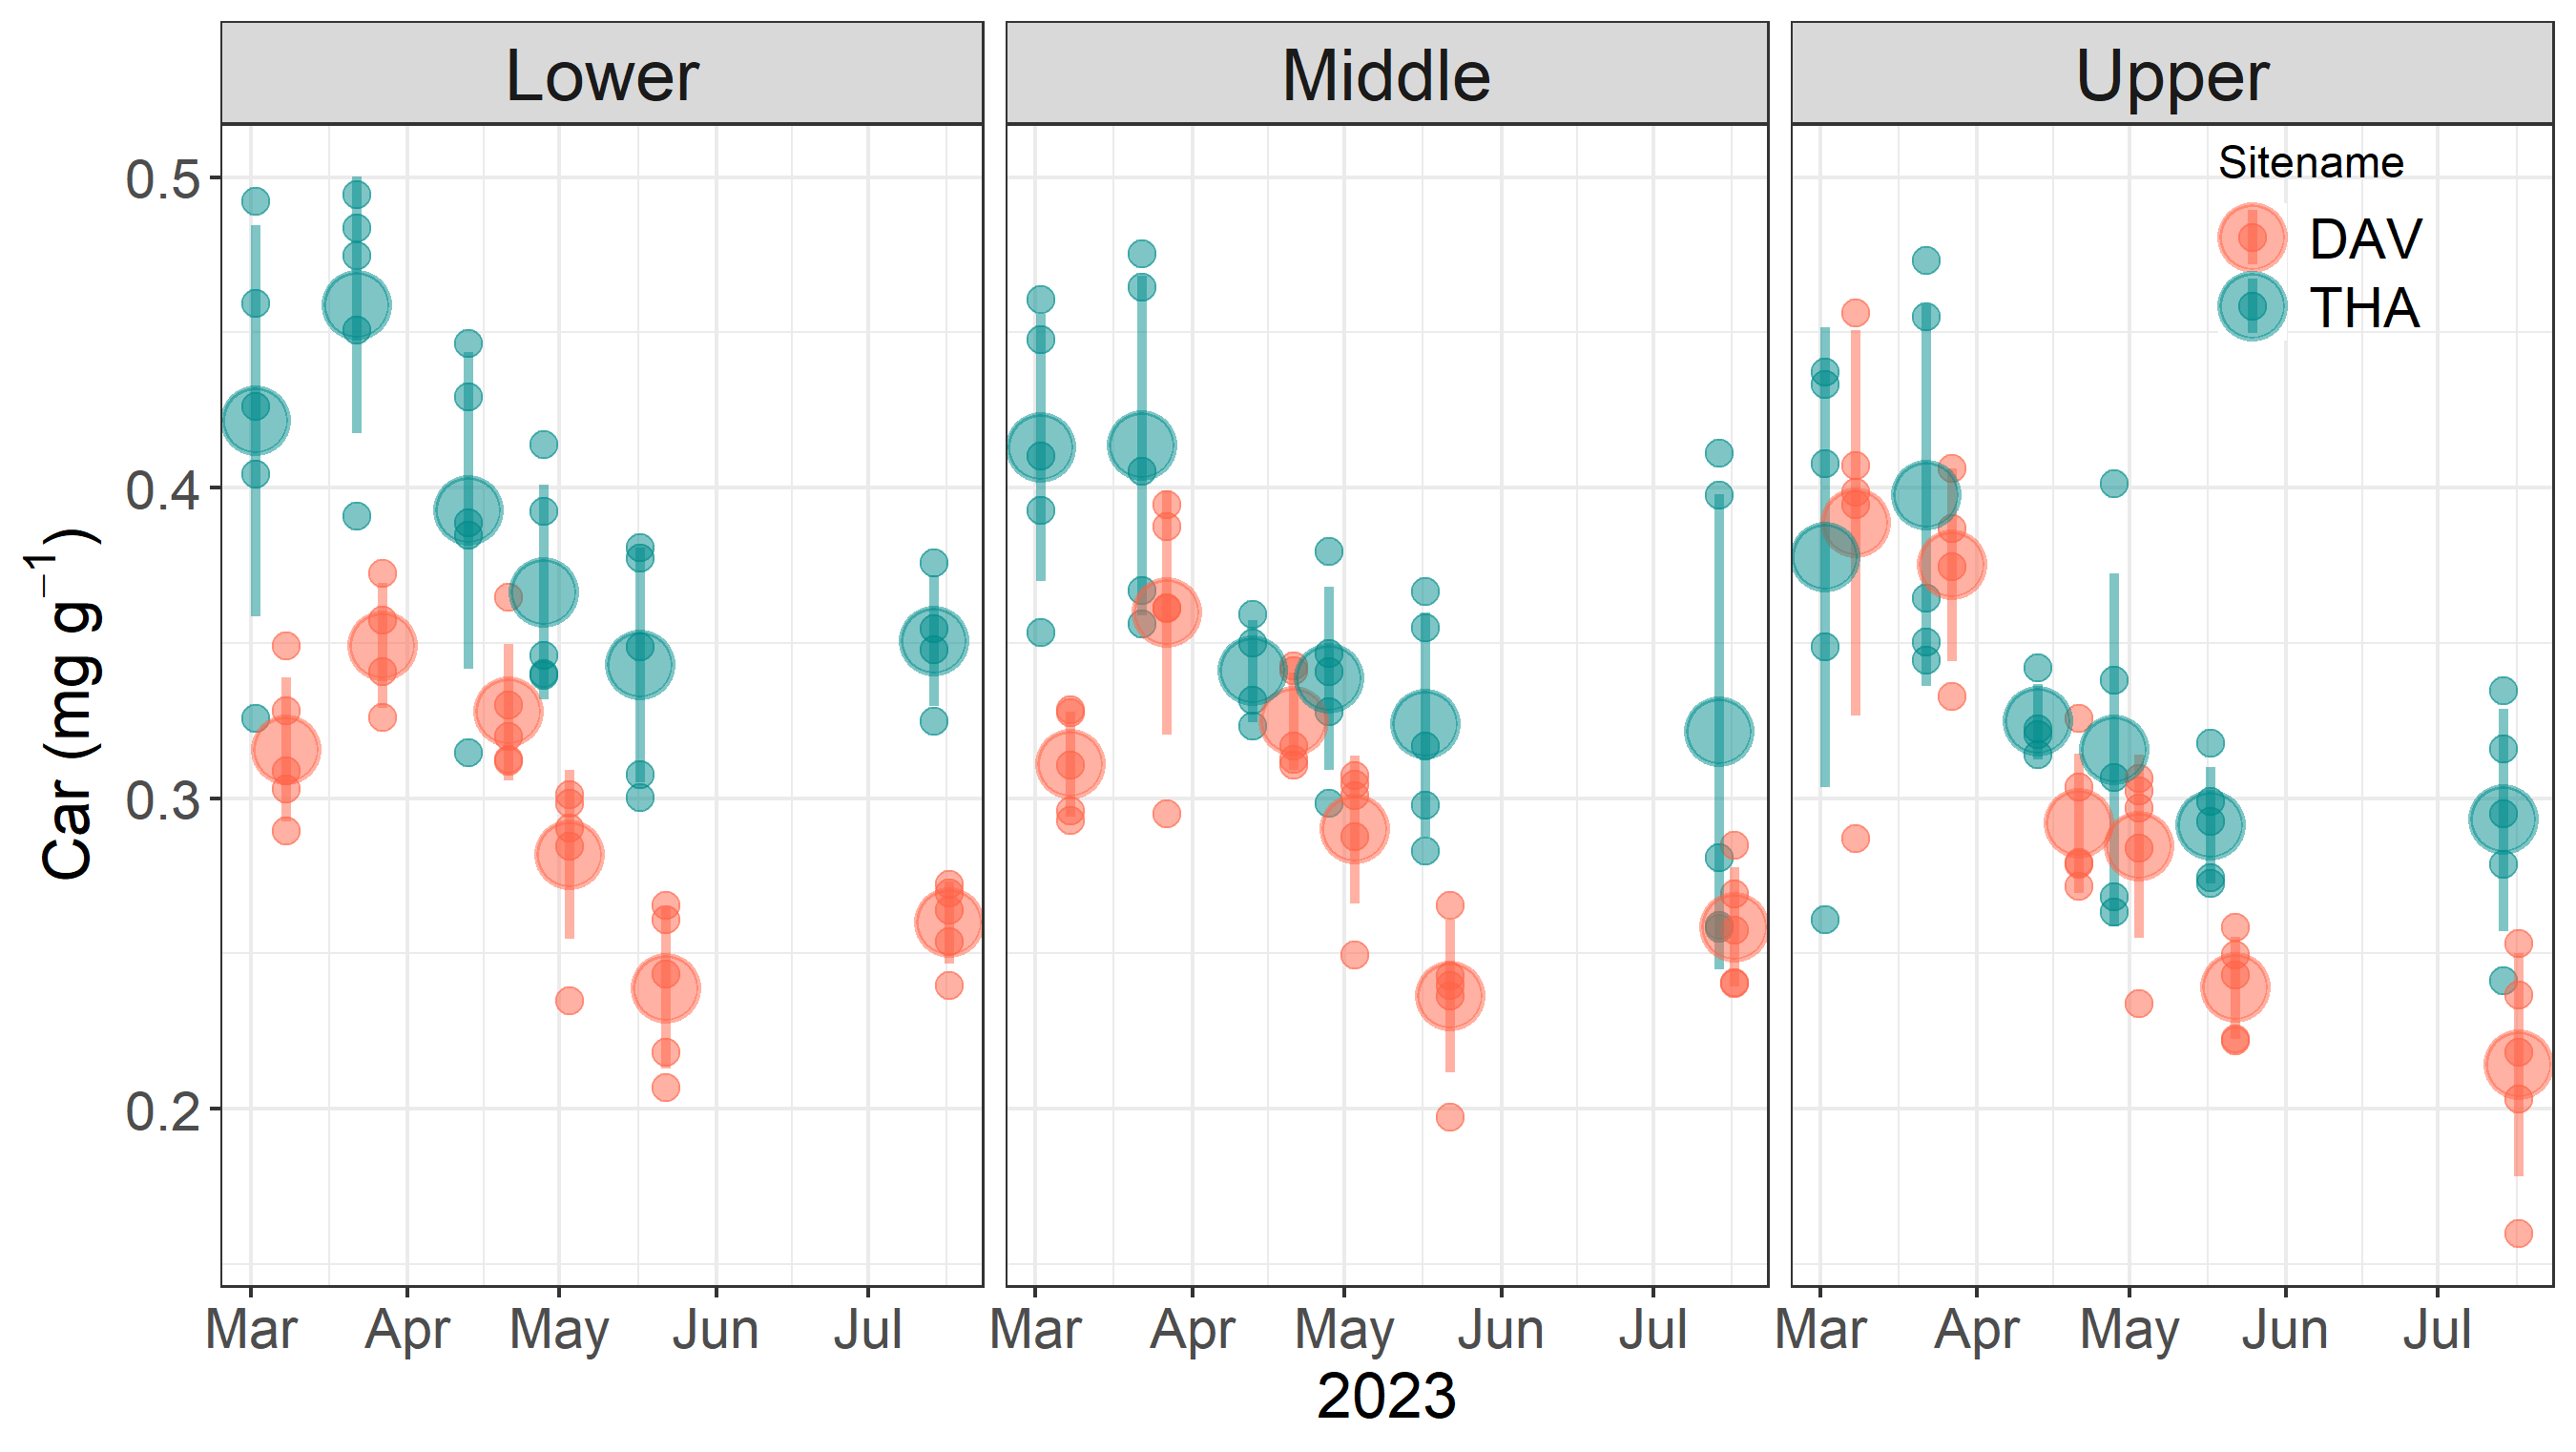 Lower Middle Upper
Sitename
DAV
THA
Car (mg g⁻¹)
0.5
0.4
0.3
0.2
Mar Apr May Jun Jul Mar Apr May Jun Jul Mar Apr May Jun Jul
2023